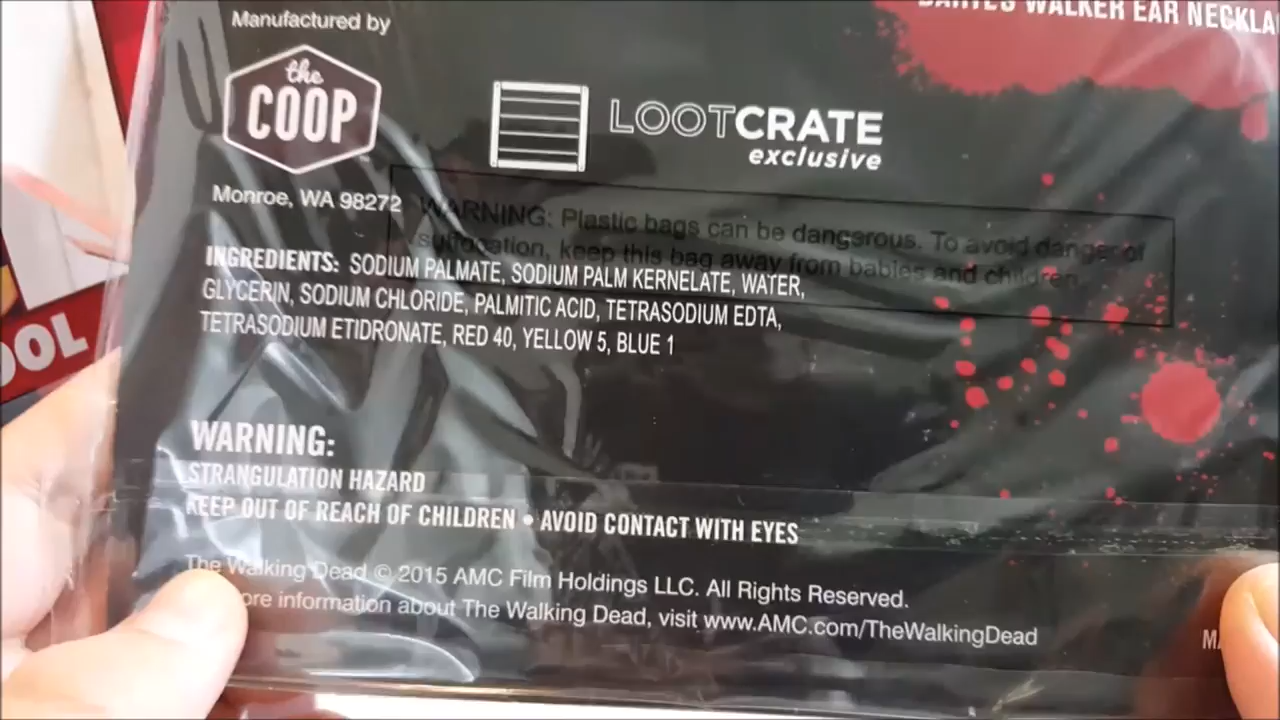 Manufactured by
WALKER EAR
the
COOP
LOOTCRATE
exclusive
Monroe, WA 98272
WARNING: Plastic bags can be dangerous. To avoid danger of
suffocation, keep this bag away from babies and children.
INGREDIENTS: SODIUM PALMATE, SODIUM PALM KERNELATE, WATER,
GLYCERIN, SODIUM CHLORIDE, PALMITIC ACID, TETRASODIUM EDTA,
TETRASODIUM ETIDRONATE, RED 40, YELLOW 5, BLUE 1
WARNING:
STRANGULATION HAZARD
KEEP OUT OF REACH OF CHILDREN • AVOID CONTACT WITH EYES
The Walking Dead © 2015 AMC Film Holdings LLC. All Rights Reserved.
information about The Walking Dead, visit www.AMC.com/TheWalkingDead